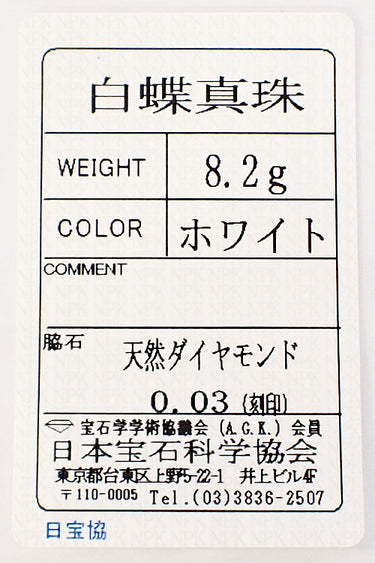 白蝶真珠
WEIGHT 8.2g
COLOR ホワイト
COMMENT
脇石 天然ダイヤモンド
0.03 (刻印)
宝石学学術協議会 (A.G.K.) 会員
日本宝石科学協会
東京都台東区上野5-22-1 井上ビル4F
〒110-0005 Tel.(03)3836-2507
日宝協